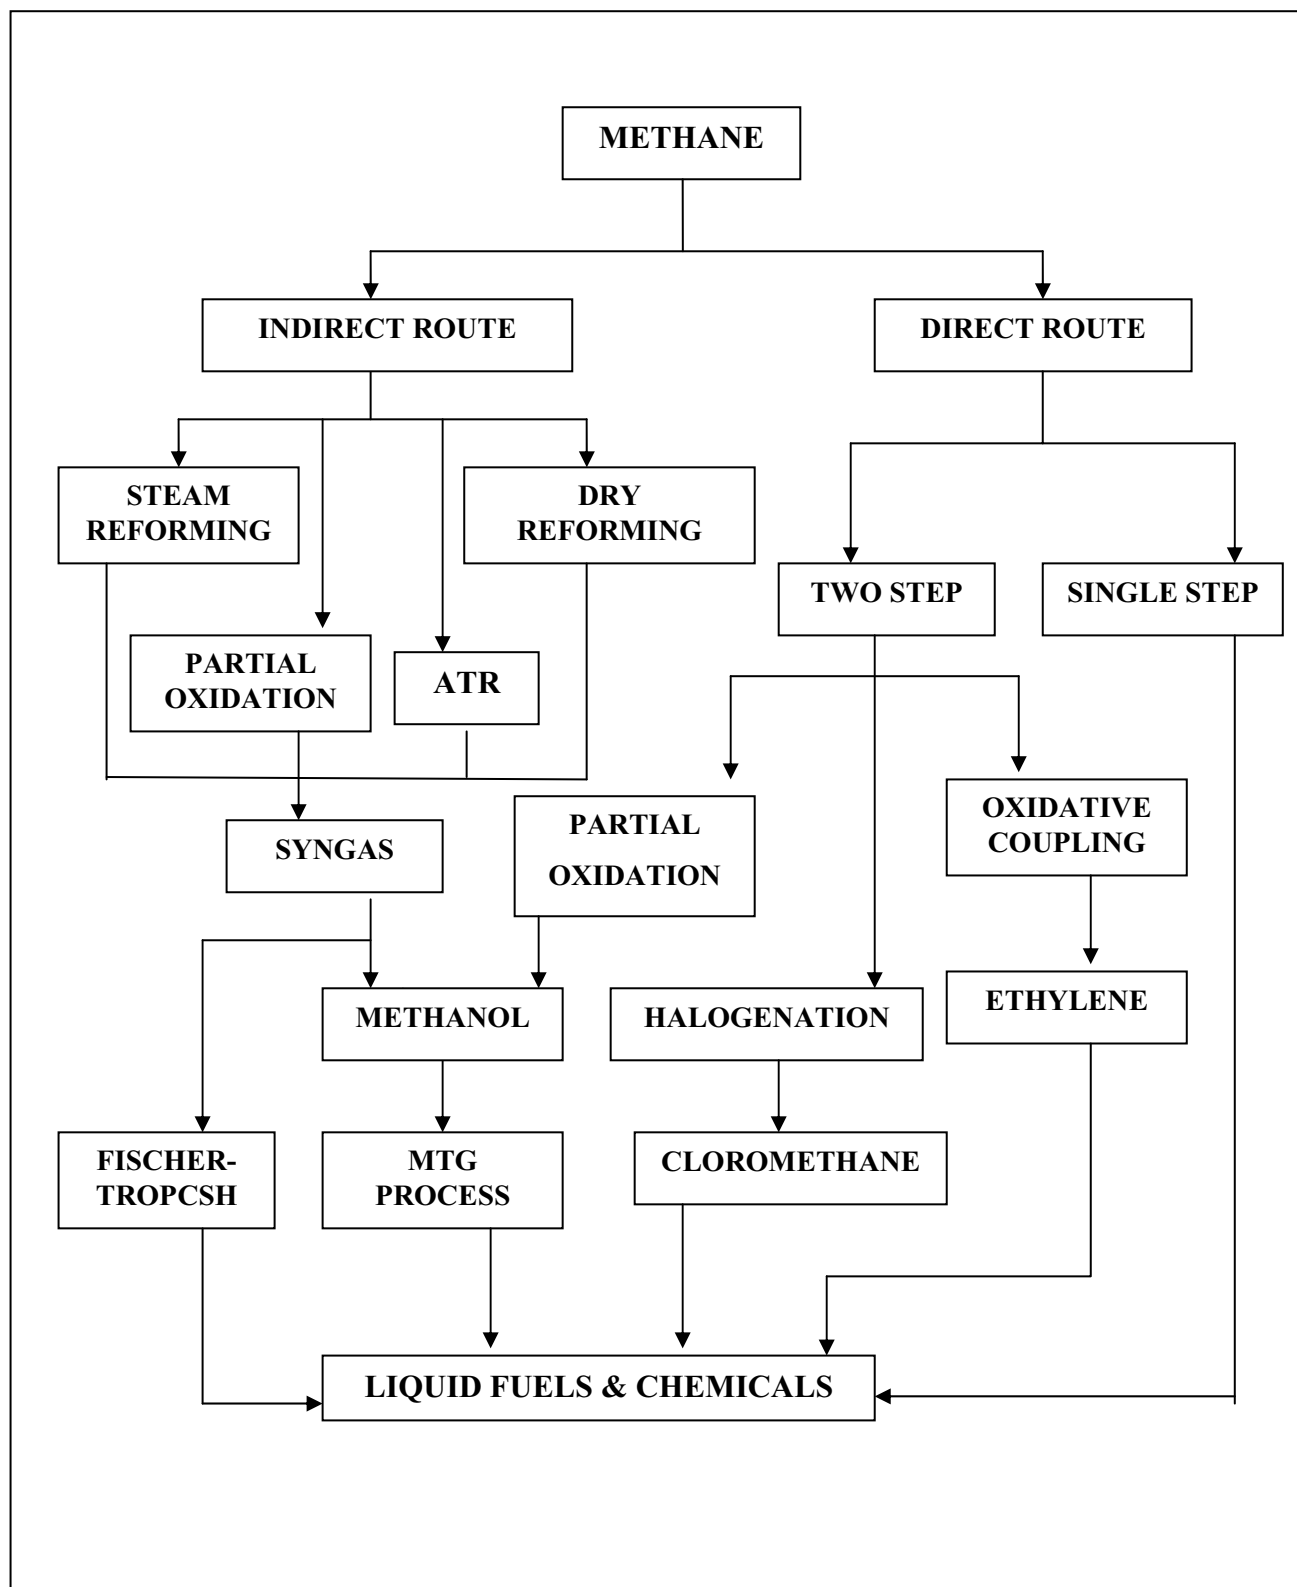 METHANE
INDIRECT ROUTE
DIRECT ROUTE
STEAM
REFORMING
DRY
REFORMING
TWO STEP
SINGLE STEP
PARTIAL
OXIDATION
ATR
SYNGAS
PARTIAL
OXIDATION
OXIDATIVE
COUPLING
METHANOL
HALOGENATION
ETHYLENE
FISCHER-
TROPCSH
MTG
PROCESS
CLOROMETHANE
LIQUID FUELS & CHEMICALS